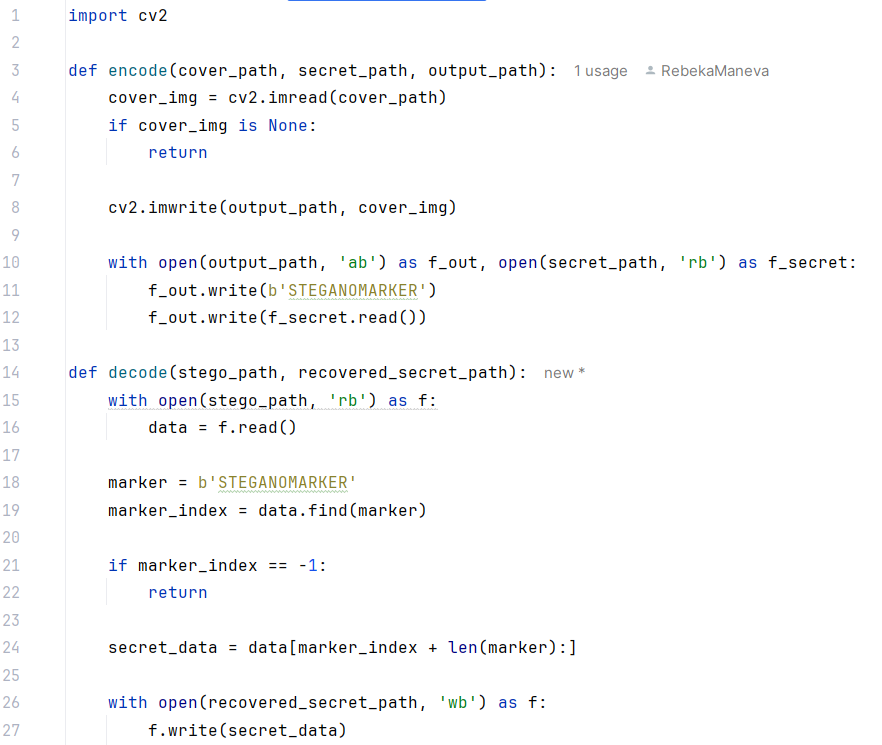 1 import cv2
2
3 def encode(cover_path, secret_path, output_path): 1 usage RebekaManeva
4     cover_img = cv2.imread(cover_path)
5     if cover_img is None:
6         return
7
8     cv2.imwrite(output_path, cover_img)
9
10     with open(output_path, 'ab') as f_out, open(secret_path, 'rb') as f_secret:
11         f_out.write(b'STEGANOMARKER')
12         f_out.write(f_secret.read())
13
14 def decode(stego_path, recovered_secret_path): new *
15     with open(stego_path, 'rb') as f:
16         data = f.read()
17
18     marker = b'STEGANOMARKER'
19     marker_index = data.find(marker)
20
21     if marker_index == -1:
22         return
23
24     secret_data = data[marker_index + len(marker):]
25
26     with open(recovered_secret_path, 'wb') as f:
27         f.write(secret_data)